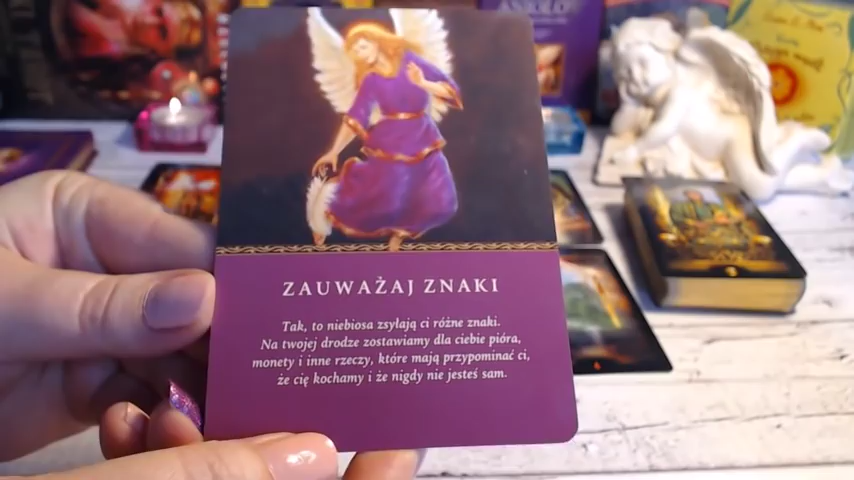 ANIOŁÓW
ZAUWAŻAJ ZNAKI
Tak, to niebiosa zsyłają ci różne znaki.
Na twojej drodze zostawiamy dla ciebie pióra,
monety i inne rzeczy, które mają przypominać ci,
że cię kochamy i że nigdy nie jesteś sam.